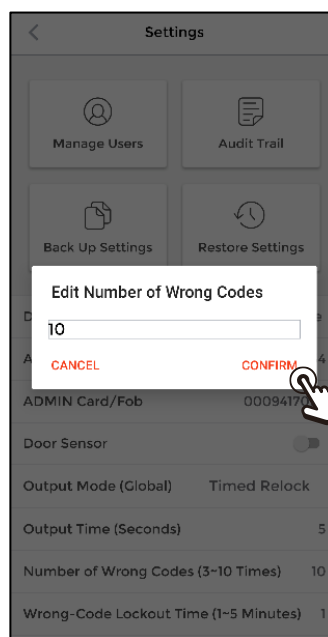 Settings
Manage Users Audit Trail
Back Up Settings Restore Settings
Edit Number of Wrong Codes
10
CANCEL CONFIRM
ADMIN Card/Fob 00094170
Door Sensor
Output Mode (Global) Timed Relock
Output Time (Seconds) 5
Number of Wrong Codes (3~10 Times) 10
Wrong-Code Lockout Time (1~5 Minutes) 1